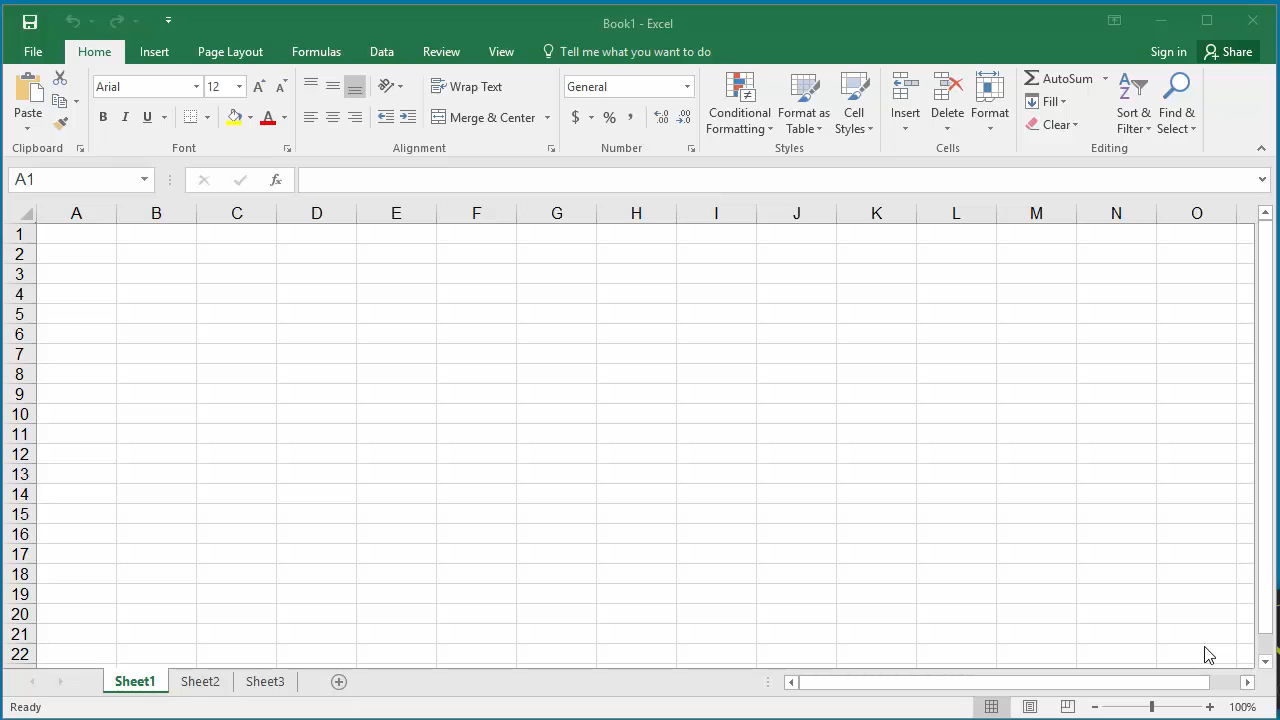 Book1 - Excel
File Home Insert Page Layout Formulas Data Review View Tell me what you want to do Sign in Share
Arial 12 Wrap Text General AutoSum
Paste B I U Merge & Center $ % , Conditional Formatting Format as Table Cell Styles Insert Delete Format Fill Clear Sort & Filter Find & Select
Clipboard Font Alignment Number Styles Cells Editing
A1 fx
A B C D E F G H I J K L M N O
1
2
3
4
5
6
7
8
9
10
11
12
13
14
15
16
17
18
19
20
21
22
Sheet1 Sheet2 Sheet3
Ready 100%